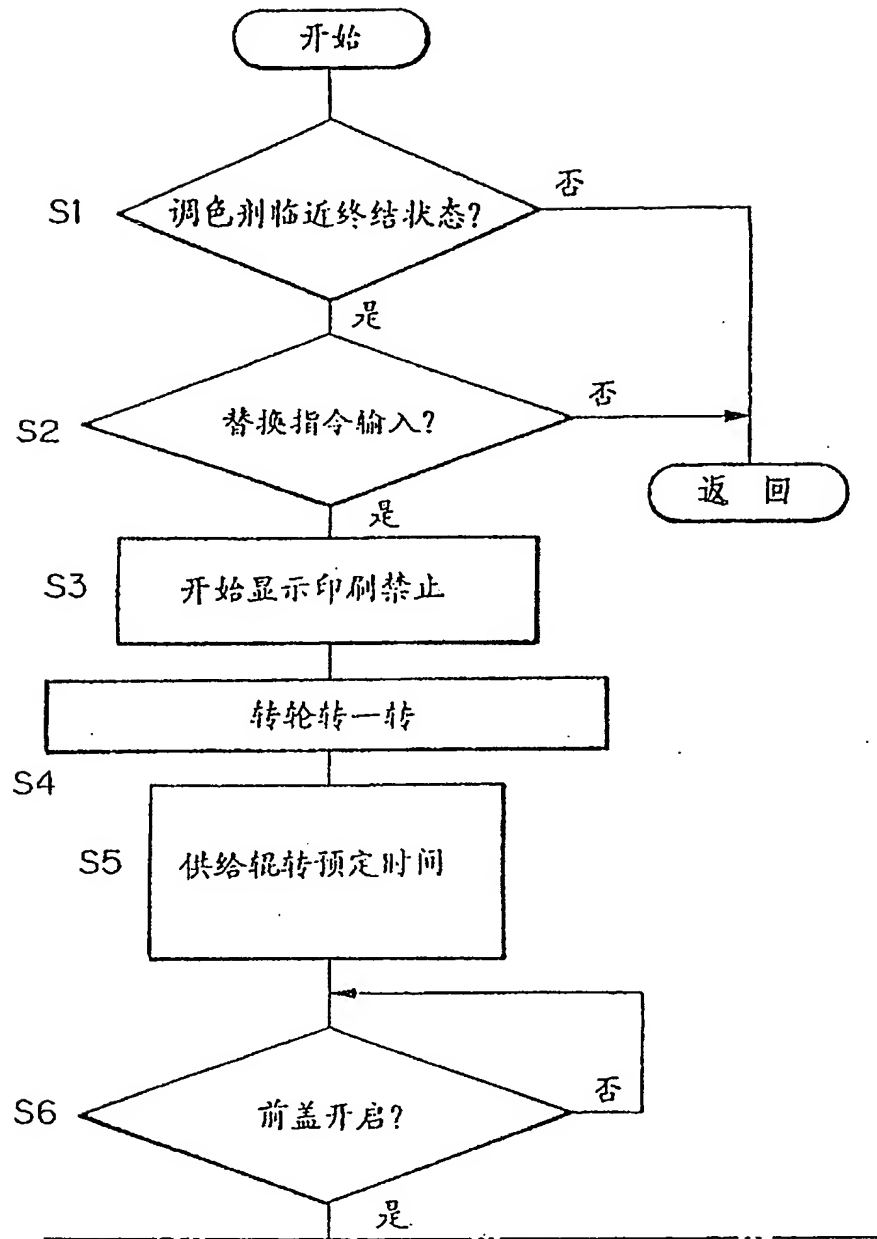 开始
S1
调色剂临近终结状态?
否
是
S2
替换指令输入?
否
返 回
是
S3
开始显示印刷禁止
转轮转一转
S4
S5
供给辊转预定时间
S6
前盖开启?
否
是